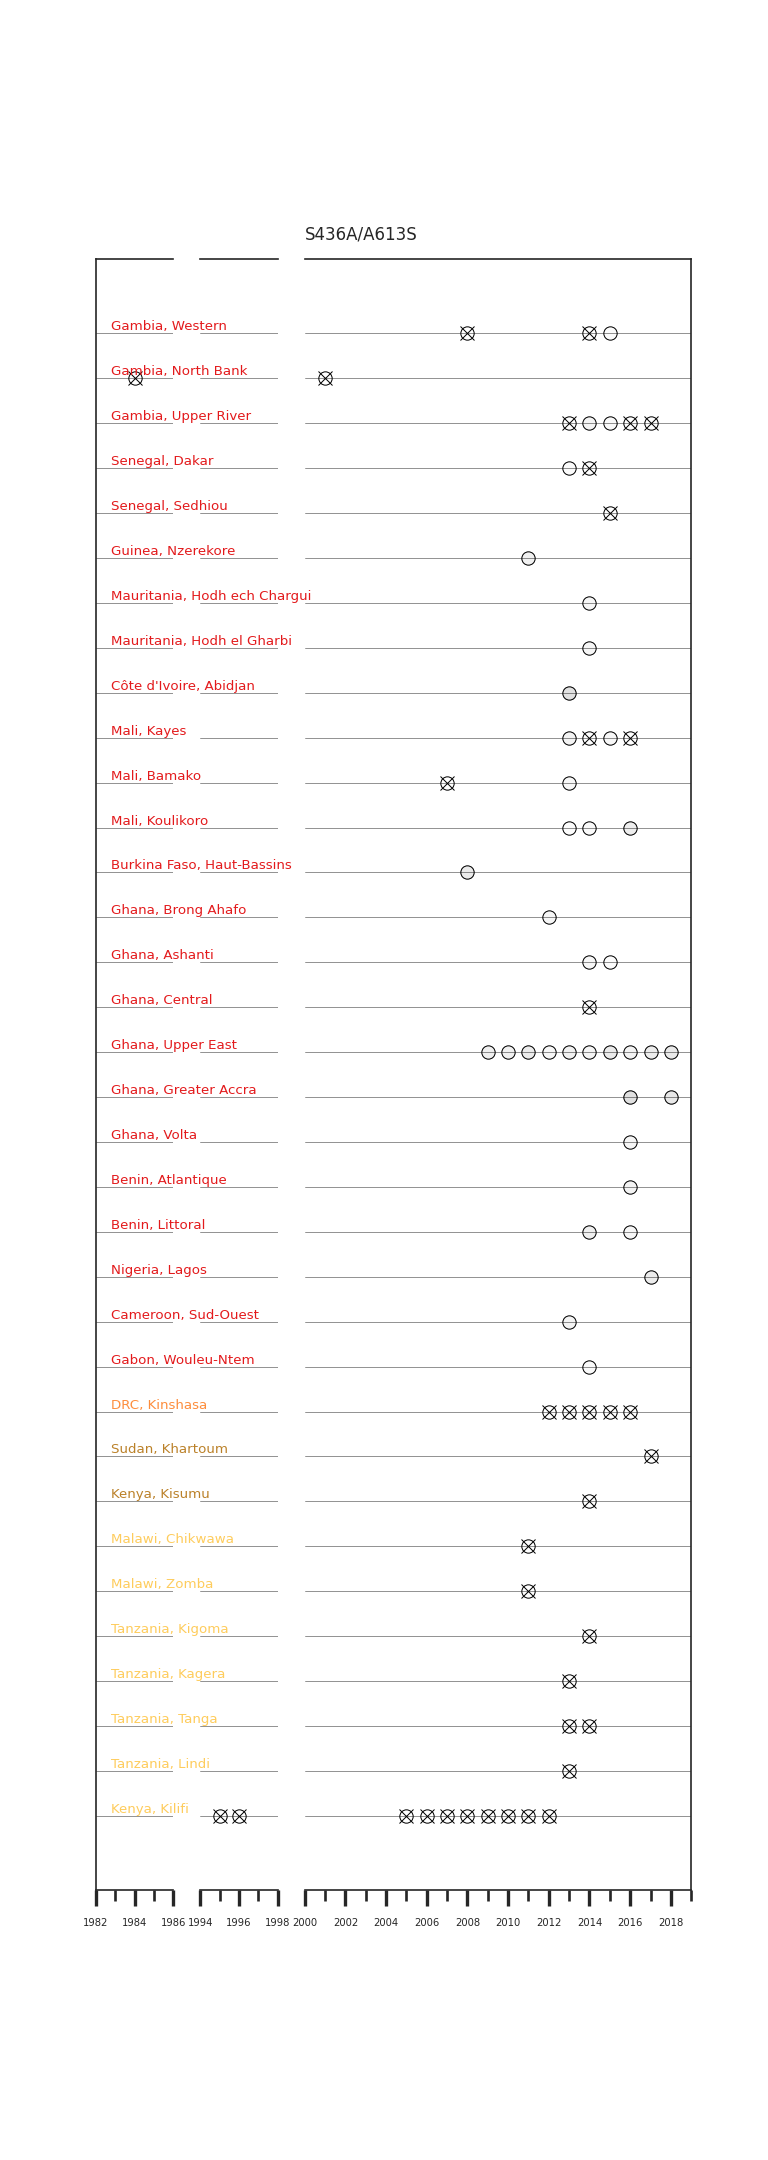 S436A/A613S
Gambia, Western
Gambia, North Bank
Gambia, Upper River
Senegal, Dakar
Senegal, Sedhiou
Guinea, Nzerekore
Mauritania, Hodh ech Chargui
Mauritania, Hodh el Gharbi
Côte d'Ivoire, Abidjan
Mali, Kayes
Mali, Bamako
Mali, Koulikoro
Burkina Faso, Haut-Bassins
Ghana, Brong Ahafo
Ghana, Ashanti
Ghana, Central
Ghana, Upper East
Ghana, Greater Accra
Ghana, Volta
Benin, Atlantique
Benin, Littoral
Nigeria, Lagos
Cameroon, Sud-Ouest
Gabon, Wouleu-Ntem
DRC, Kinshasa
Sudan, Khartoum
Kenya, Kisumu
Malawi, Chikwawa
Malawi, Zomba
Tanzania, Kigoma
Tanzania, Kagera
Tanzania, Tanga
Tanzania, Lindi
Kenya, Kilifi
1982 1984 1986 1994 1996 1998 2000 2002 2004 2006 2008 2010 2012 2014 2016 2018